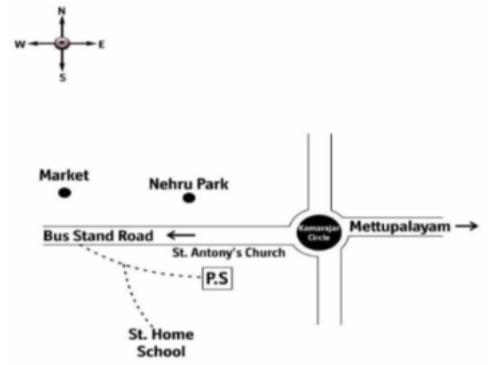 N
W E
S
Market
Nehru Park
Kamarajar
Circle
Mettupalayam
Bus Stand Road
St. Antony's Church
P.S
St. Home
School